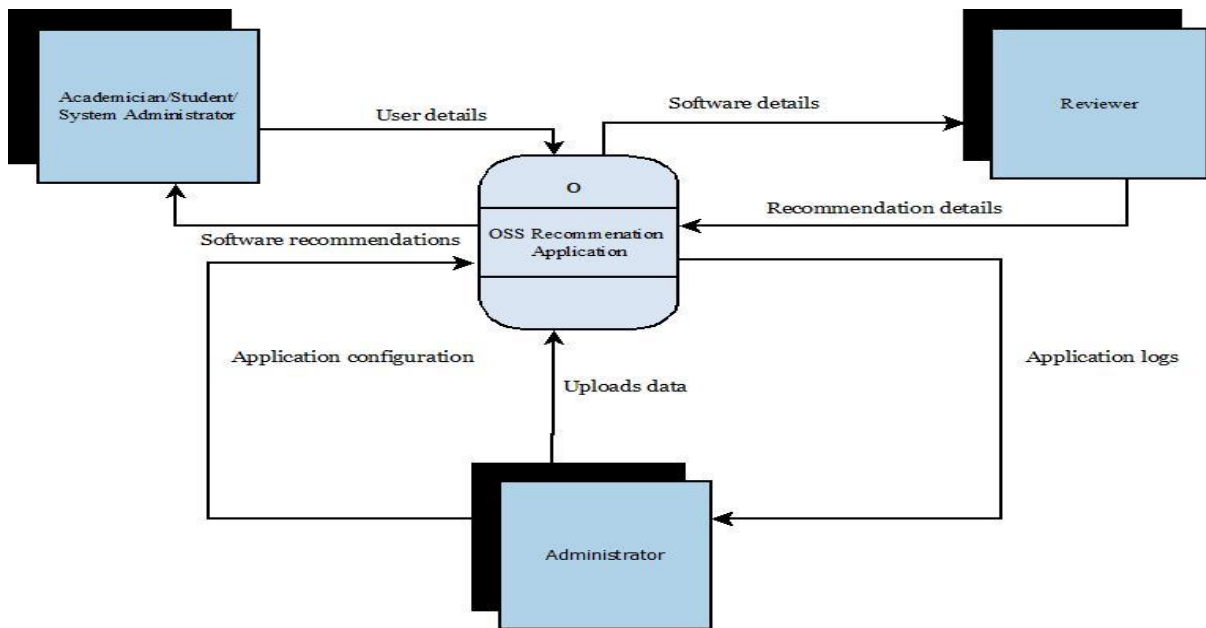 Academician/Student/
System Administrator
User details
Software details
Reviewer
O
OSS Recommenation
Application
Recommendation details
Software recommendations
Application configuration
Uploads data
Application logs
Administrator